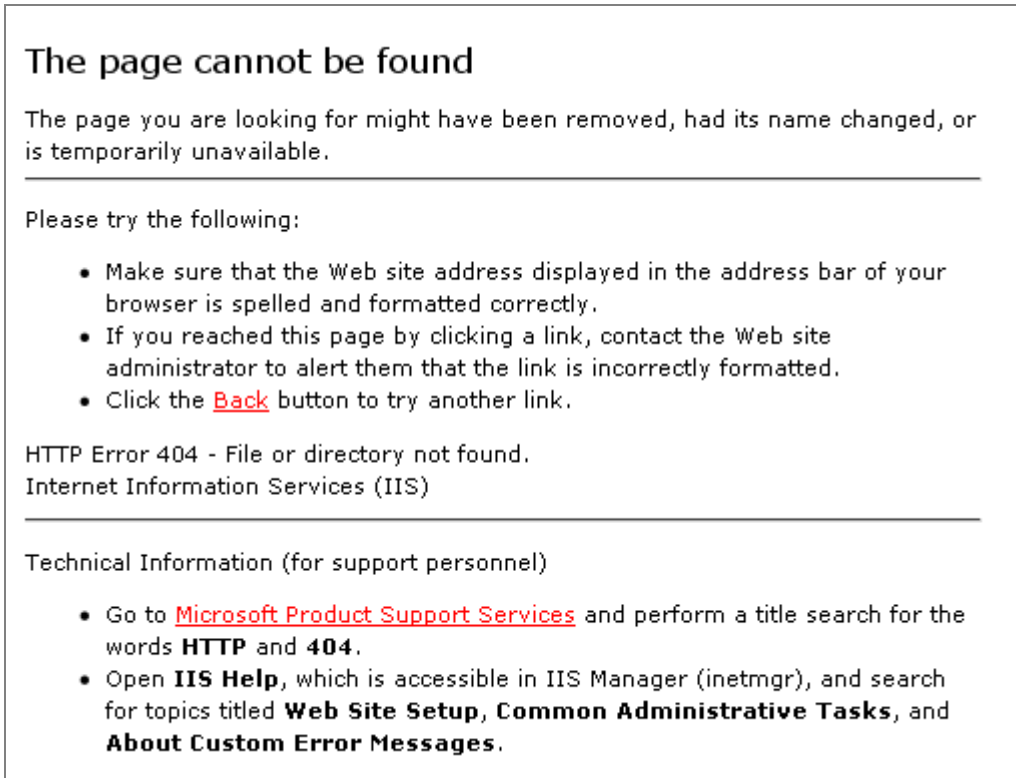 The page cannot be found
The page you are looking for might have been removed, had its name changed, or
is temporarily unavailable.
Please try the following:
• Make sure that the Web site address displayed in the address bar of your
browser is spelled and formatted correctly.
• If you reached this page by clicking a link, contact the Web site
administrator to alert them that the link is incorrectly formatted.
• Click the Back button to try another link.
HTTP Error 404 - File or directory not found.
Internet Information Services (IIS)
Technical Information (for support personnel)
• Go to Microsoft Product Support Services and perform a title search for the
words HTTP and 404.
• Open IIS Help, which is accessible in IIS Manager (inetmgr), and search
for topics titled Web Site Setup, Common Administrative Tasks, and
About Custom Error Messages.